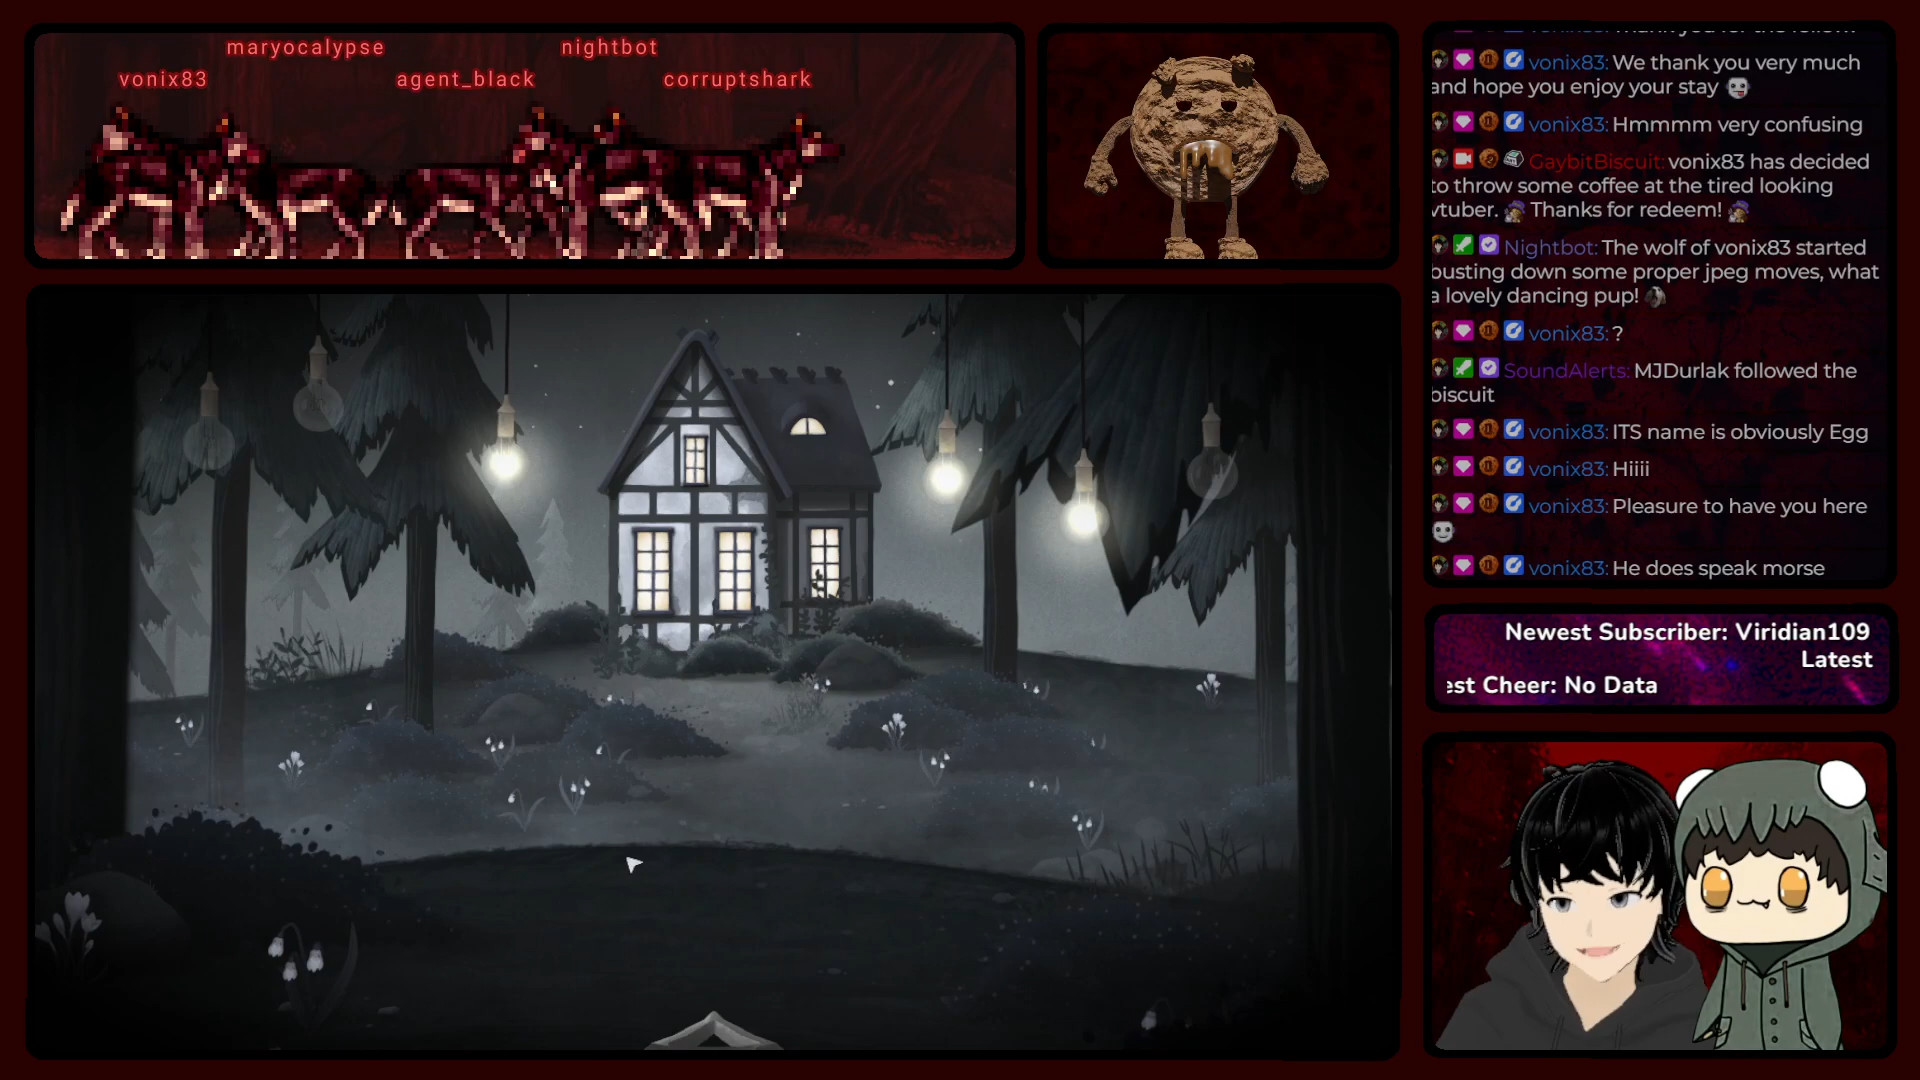 maryocalypse
nightbot
vonix83
agent_black
corruptshark
vonix83: We thank you very much
and hope you enjoy your stay
vonix83: Hmmmm very confusing
GaybitBiscuit: vonix83 has decided
to throw some coffee at the tired looking
vtuber. Thanks for redeem!
Nightbot: The wolf of vonix83 started
busting down some proper jpeg moves, what
a lovely dancing pup!
vonix83: ?
SoundAlerts: MJDurlak followed the
biscuit
vonix83: ITS name is obviously Egg
vonix83: Hiiii
vonix83: Pleasure to have you here
vonix83: He does speak morse
Newest Subscriber: Viridian109
Latest
est Cheer: No Data